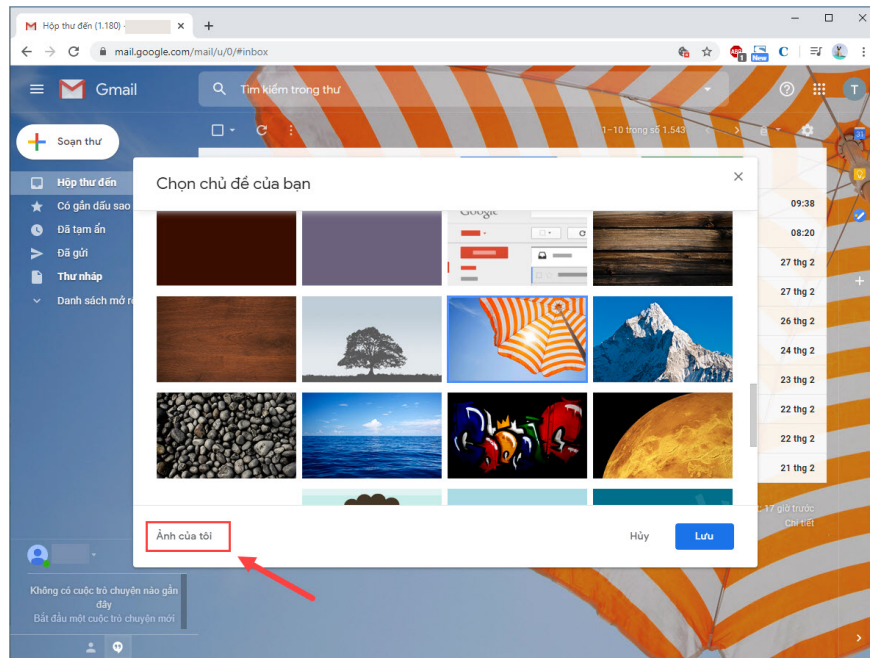 Hộp thư đến (1.180) -
mail.google.com/mail/u/0/#inbox
1
New
C
Gmail
Tìm kiếm trong thư
T
Soạn thư
1–10 trong số 1.543
31
Hộp thư đến
Có gắn dấu sao
Đã tạm ẩn
Đã gửi
Thư nháp
Danh sách mở r
Chọn chủ đề của bạn
Google
09:38
08:20
27 thg 2
27 thg 2
26 thg 2
24 thg 2
23 thg 2
22 thg 2
22 thg 2
21 thg 2
17 giờ trước
Chi tiết
Ảnh của tôi
Hủy
Lưu
Không có cuộc trò chuyện nào gần
đây
Bắt đầu một cuộc trò chuyện mới